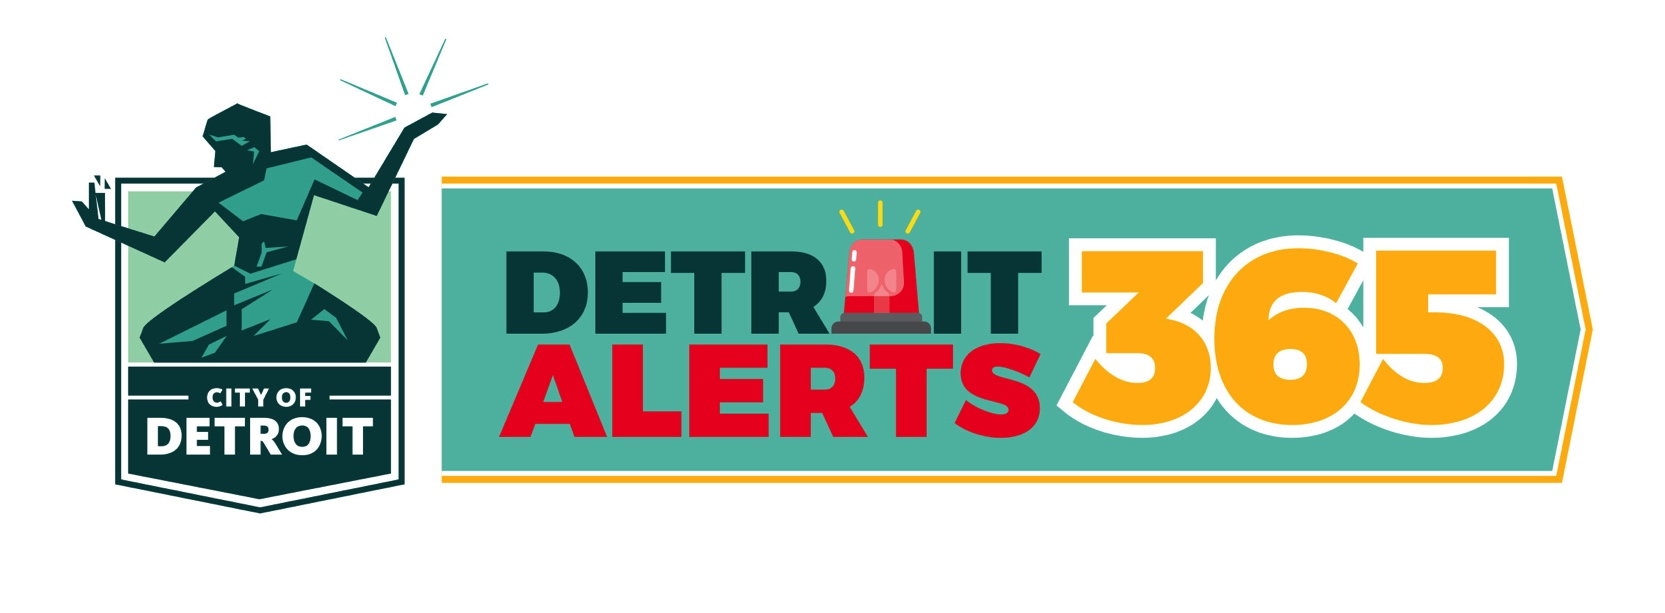 CITY OF
DETROIT
DETROIT
ALERTS
365